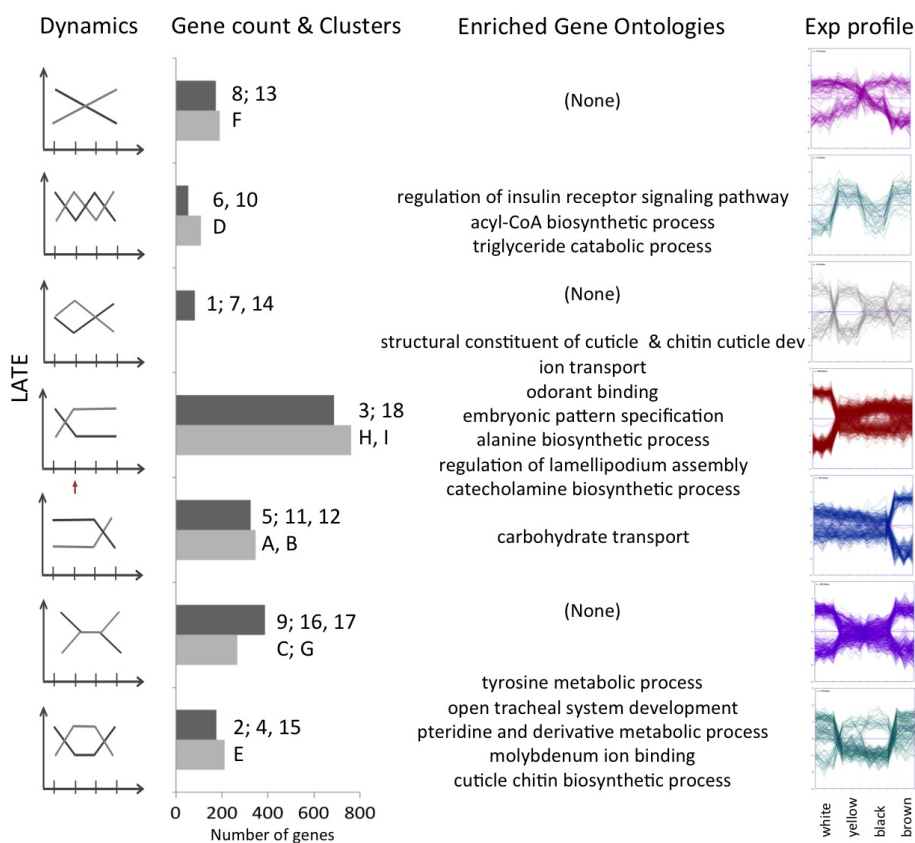 Dynamics
Gene count & Clusters
Enriched Gene Ontologies
Exp profile
LATE
8; 13
F
(None)
6, 10
D
regulation of insulin receptor signaling pathway
acyl-CoA biosynthetic process
triglyceride catabolic process
1; 7, 14
(None)
structural constituent of cuticle & chitin cuticle dev
ion transport
odorant binding
3; 18
H, I
embryonic pattern specification
alanine biosynthetic process
regulation of lamellipodium assembly
catecholamine biosynthetic process
5; 11, 12
A, B
carbohydrate transport
9; 16, 17
C; G
(None)
tyrosine metabolic process
open tracheal system development
2; 4, 15
E
pteridine and derivative metabolic process
molybdenum ion binding
cuticle chitin biosynthetic process
0 200 400 600 800
Number of genes
white
yellow
black
brown